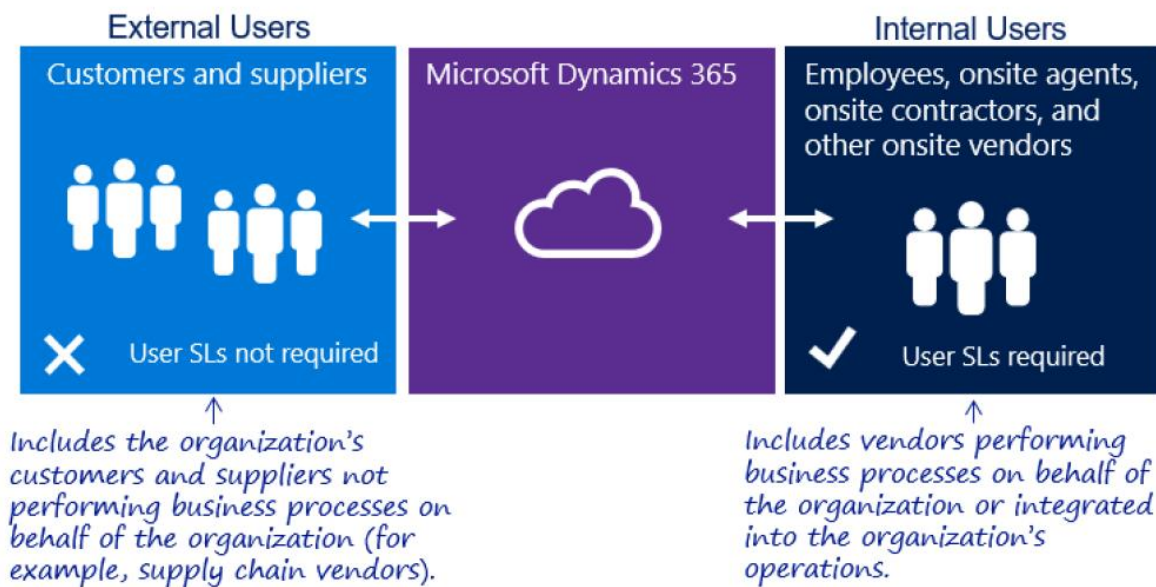 External Users
Customers and suppliers
User SLs not required
Includes the organization's
customers and suppliers not
performing business processes on
behalf of the organization (for
example, supply chain vendors).
Microsoft Dynamics 365
Internal Users
Employees, onsite agents,
onsite contractors, and
other onsite vendors
User SLs required
Includes vendors performing
business processes on behalf of
the organization or integrated
into the organization's
operations.